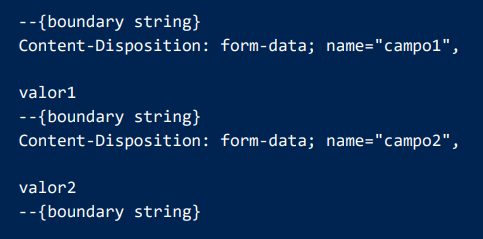 --{boundary string}
Content-Disposition: form-data; name="campo1",
valor1
--{boundary string}
Content-Disposition: form-data; name="campo2",
valor2
--{boundary string}